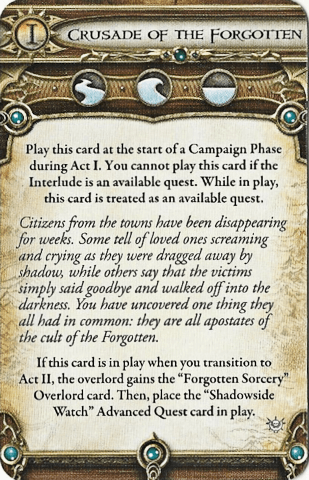 I CRUSADE OF THE FORGOTTEN
Play this card at the start of a Campaign Phase
during Act I. You cannot play this card if the
Interlude is an available quest. While in play,
this card is treated as an available quest.
Citizens from the towns have been disappearing
for weeks. Some tell of loved ones screaming
and crying as they were dragged away by
shadow, while others say that the victims
simply said goodbye and walked off into the
darkness. You have uncovered one thing they
all had in common: they are all apostates of
the cult of the Forgotten.
If this card is in play when you transition to
Act II, the overlord gains the “Forgotten Sorcery”
Overlord card. Then, place the “Shadowside
Watch” Advanced Quest card in play.